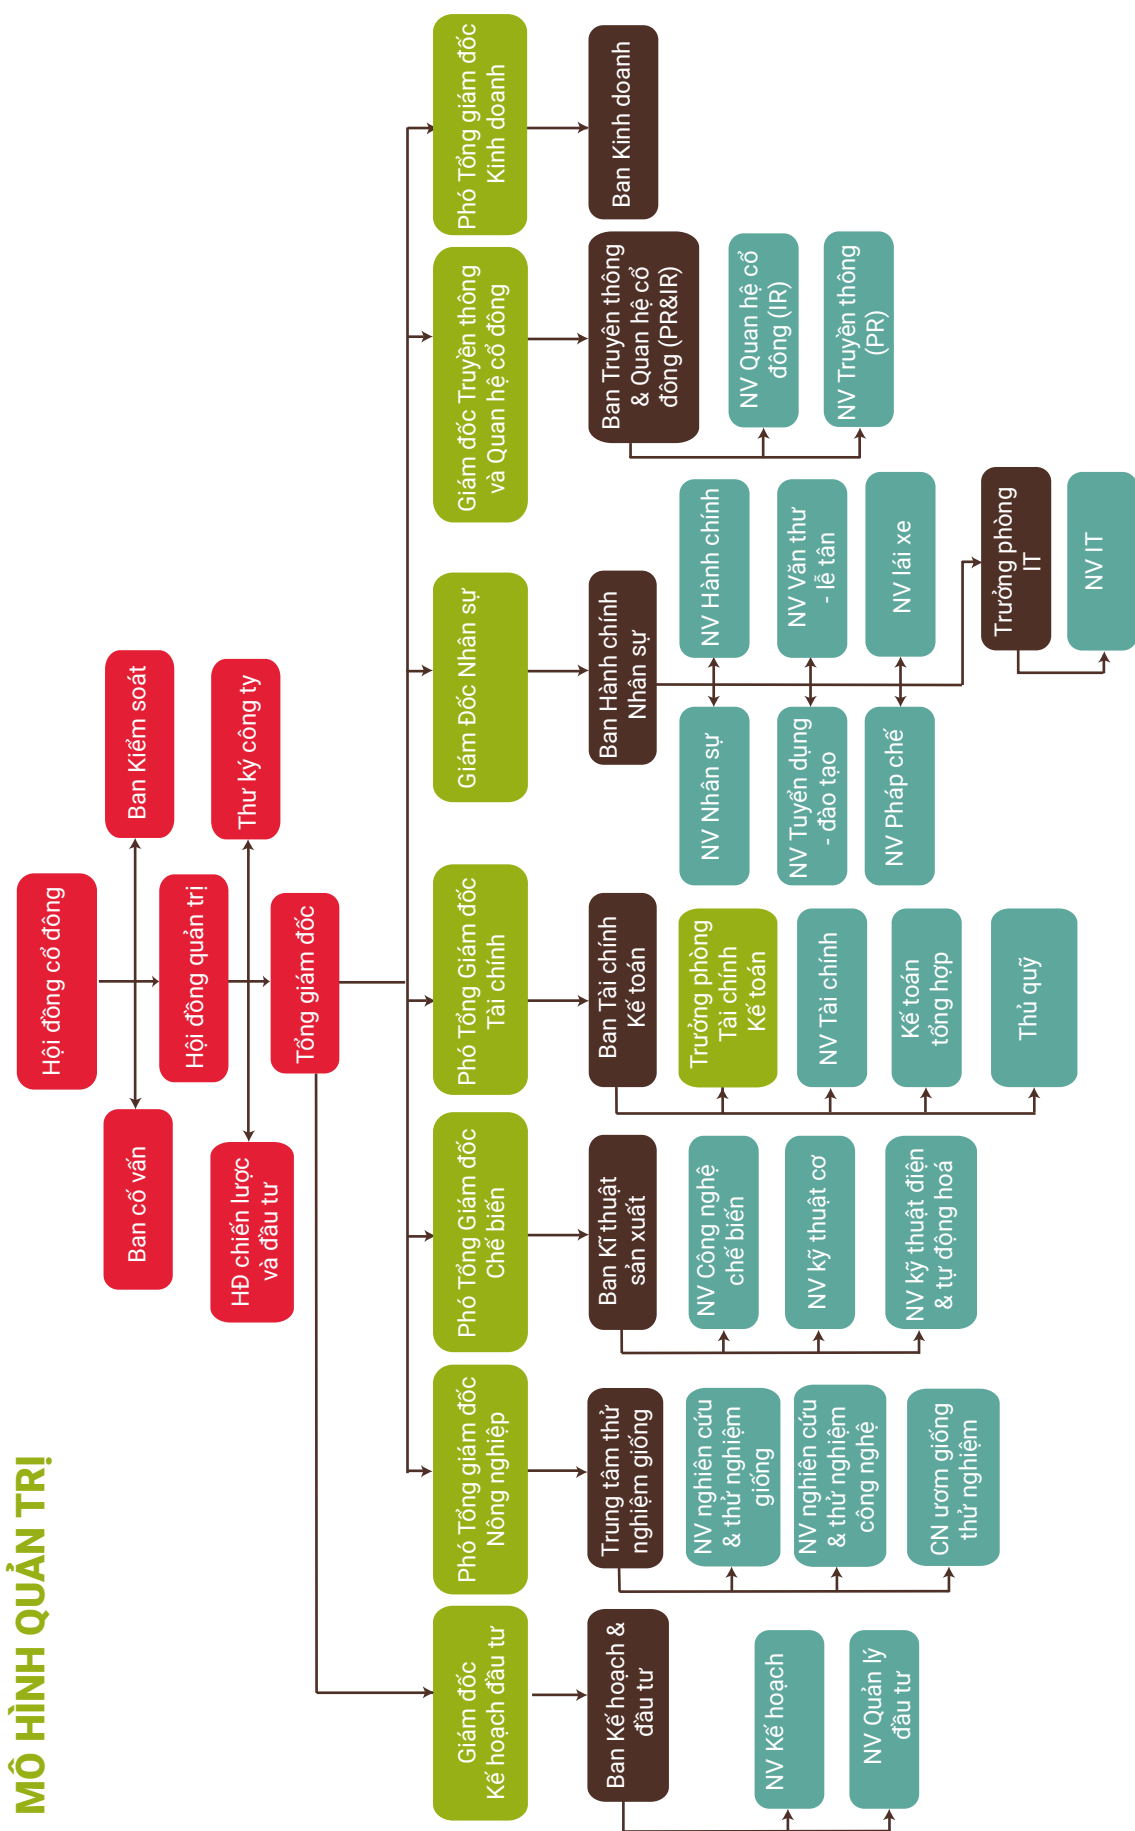 MÔ HÌNH QUẢN TRỊ
Hội đồng cổ đông
Ban cố vấn
Ban Kiểm soát
Hội đồng quản trị
HĐ chiến lược
và đầu tư
Thư ký công ty
Tổng giám đốc
Giám đốc
Kế hoạch đầu tư
Phó Tổng giám đốc
Nông nghiệp
Phó Tổng Giám đốc
Chế biến
Phó Tổng Giám đốc
Tài chính
Giám Đốc Nhân sự
Giám đốc Truyền thông
và Quan hệ cổ đông
Phó Tổng giám đốc
Kinh doanh
Ban Kế hoạch &
đầu tư
NV Kế hoạch
NV Quản lý
đầu tư
Trung tâm thử
nghiệm giống
NV nghiên cứu
& thử nghiệm
giống
NV nghiên cứu
& thử nghiệm
công nghệ
CN ươm giống
thử nghiệm
Ban Kĩ thuật
sản xuất
NV Công nghệ
chế biến
NV kỹ thuật cơ
NV kỹ thuật điện
& tự động hoá
Ban Tài chính
Kế toán
Trưởng phòng
Tài chính
Kế toán
NV Tài chính
Kế toán
tổng hợp
Thủ quỹ
Ban Hành chính
Nhân sự
NV Nhân sự
NV Hành chính
NV Tuyển dụng
- đào tạo
NV Văn thư
- lễ tân
NV Pháp chế
NV lái xe
Trưởng phòng
IT
NV IT
Ban Truyền thông
& Quan hệ cổ
đông (PR&IR)
NV Quan hệ cổ
đông (IR)
NV Truyền thông
(PR)
Ban Kinh doanh